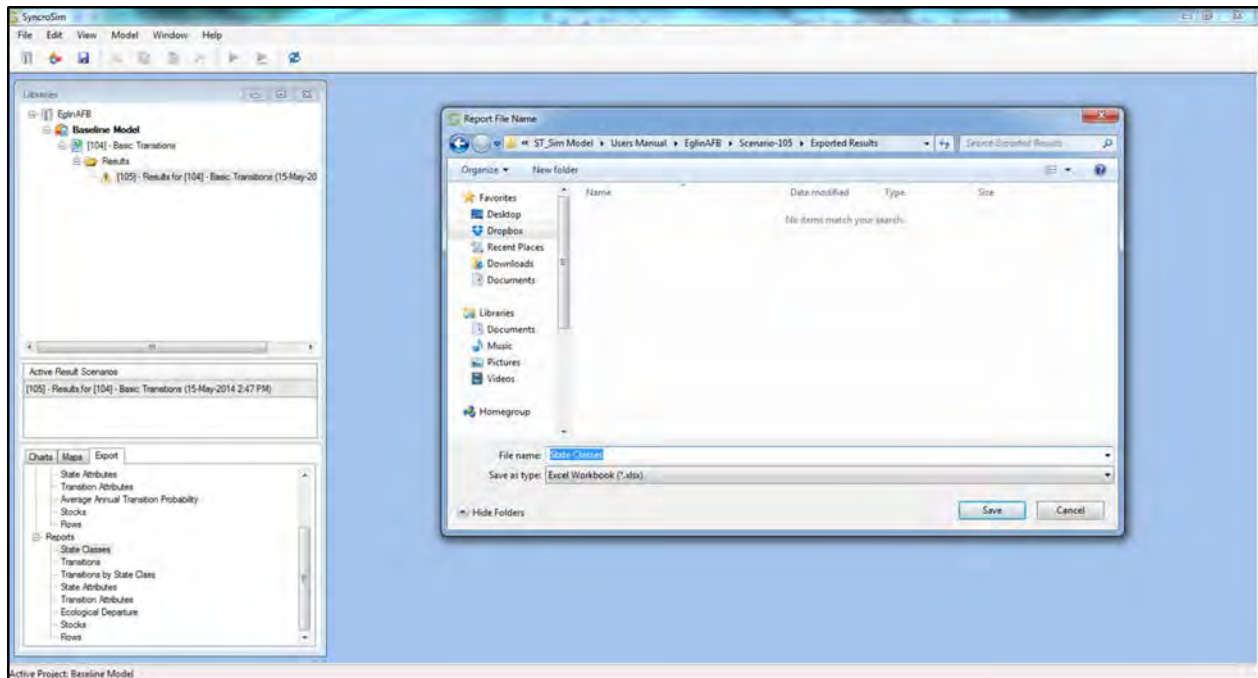 SyncroSim
File Edit View Model Window Help
Libraries
EglinAFB
Baseline Model
[104] - Basic Transitions
Results
[105] - Results for [104] - Basic Transitions (15-May-20
Active Result Scenarios
[105] - Results for [104] - Basic Transitions (15-May-2014 2:47 PM)
Charts Maps Export
State Attributes
Transition Attributes
Average Annual Transition Probability
Stocks
Flows
Reports
State Classes
Transitions
Transitions by State Class
State Attributes
Transition Attributes
Ecological Departure
Stocks
Flows
Active Project: Baseline Model
Report File Name
« ST_Sim Model Users Manual EglinAFB Scenario-105 Exported Results
Search Exported Results
Organize New folder
Favorites
Desktop
Dropbox
Recent Places
Downloads
Documents
Libraries
Documents
Music
Pictures
Videos
Homegroup
Name Date modified Type Size
No items match your search.
File name: State Classes
Save as type: Excel Workbook (*.xlsx)
Hide Folders
Save Cancel